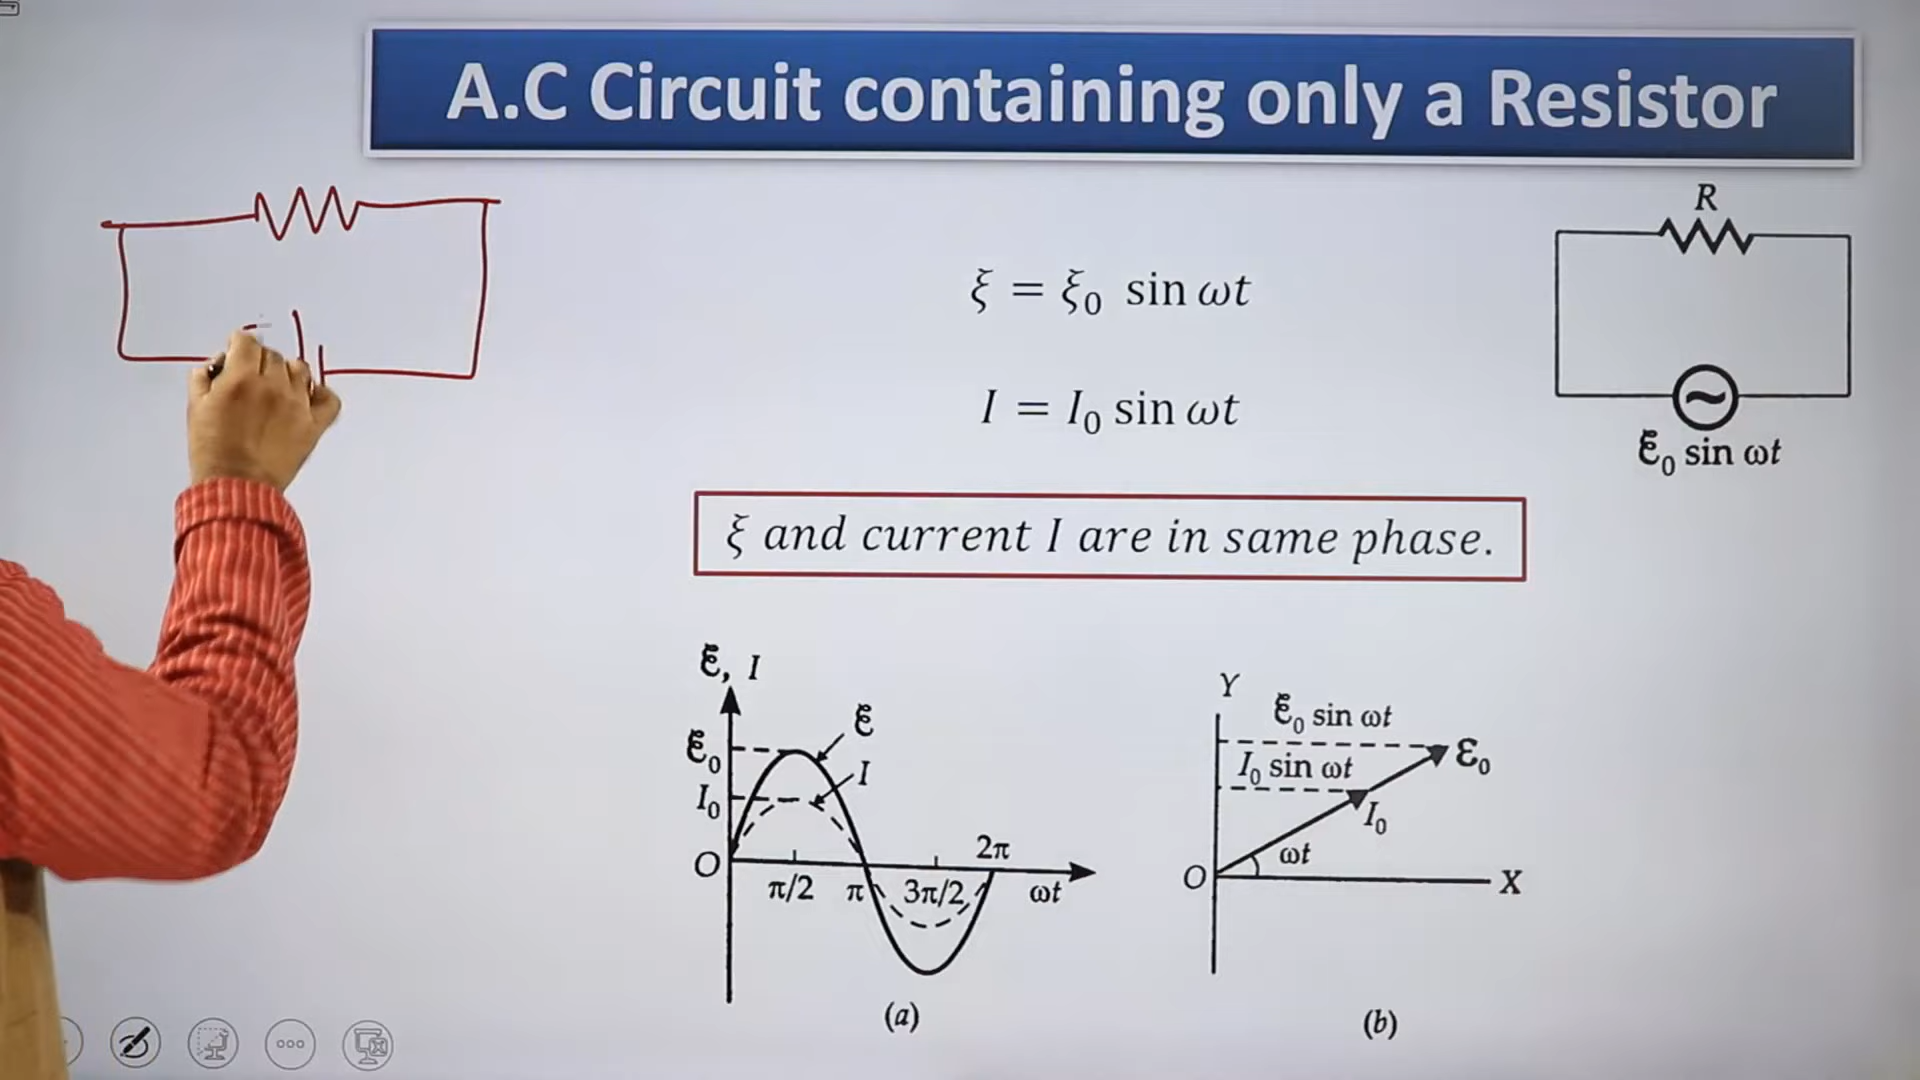 A.C Circuit containing only a Resistor
ξ = ξ₀ sin ωt
I = I₀ sin ωt
ξ and current I are in same phase.
R
ℰ₀ sin ωt
ℰ, I
ℰ
ℰ₀
I
I₀
O
π/2
π
3π/2
2π
ωt
(a)
Y
ℰ₀ sin ωt
ℰ₀
I₀ sin ωt
I₀
ωt
O
X
(b)